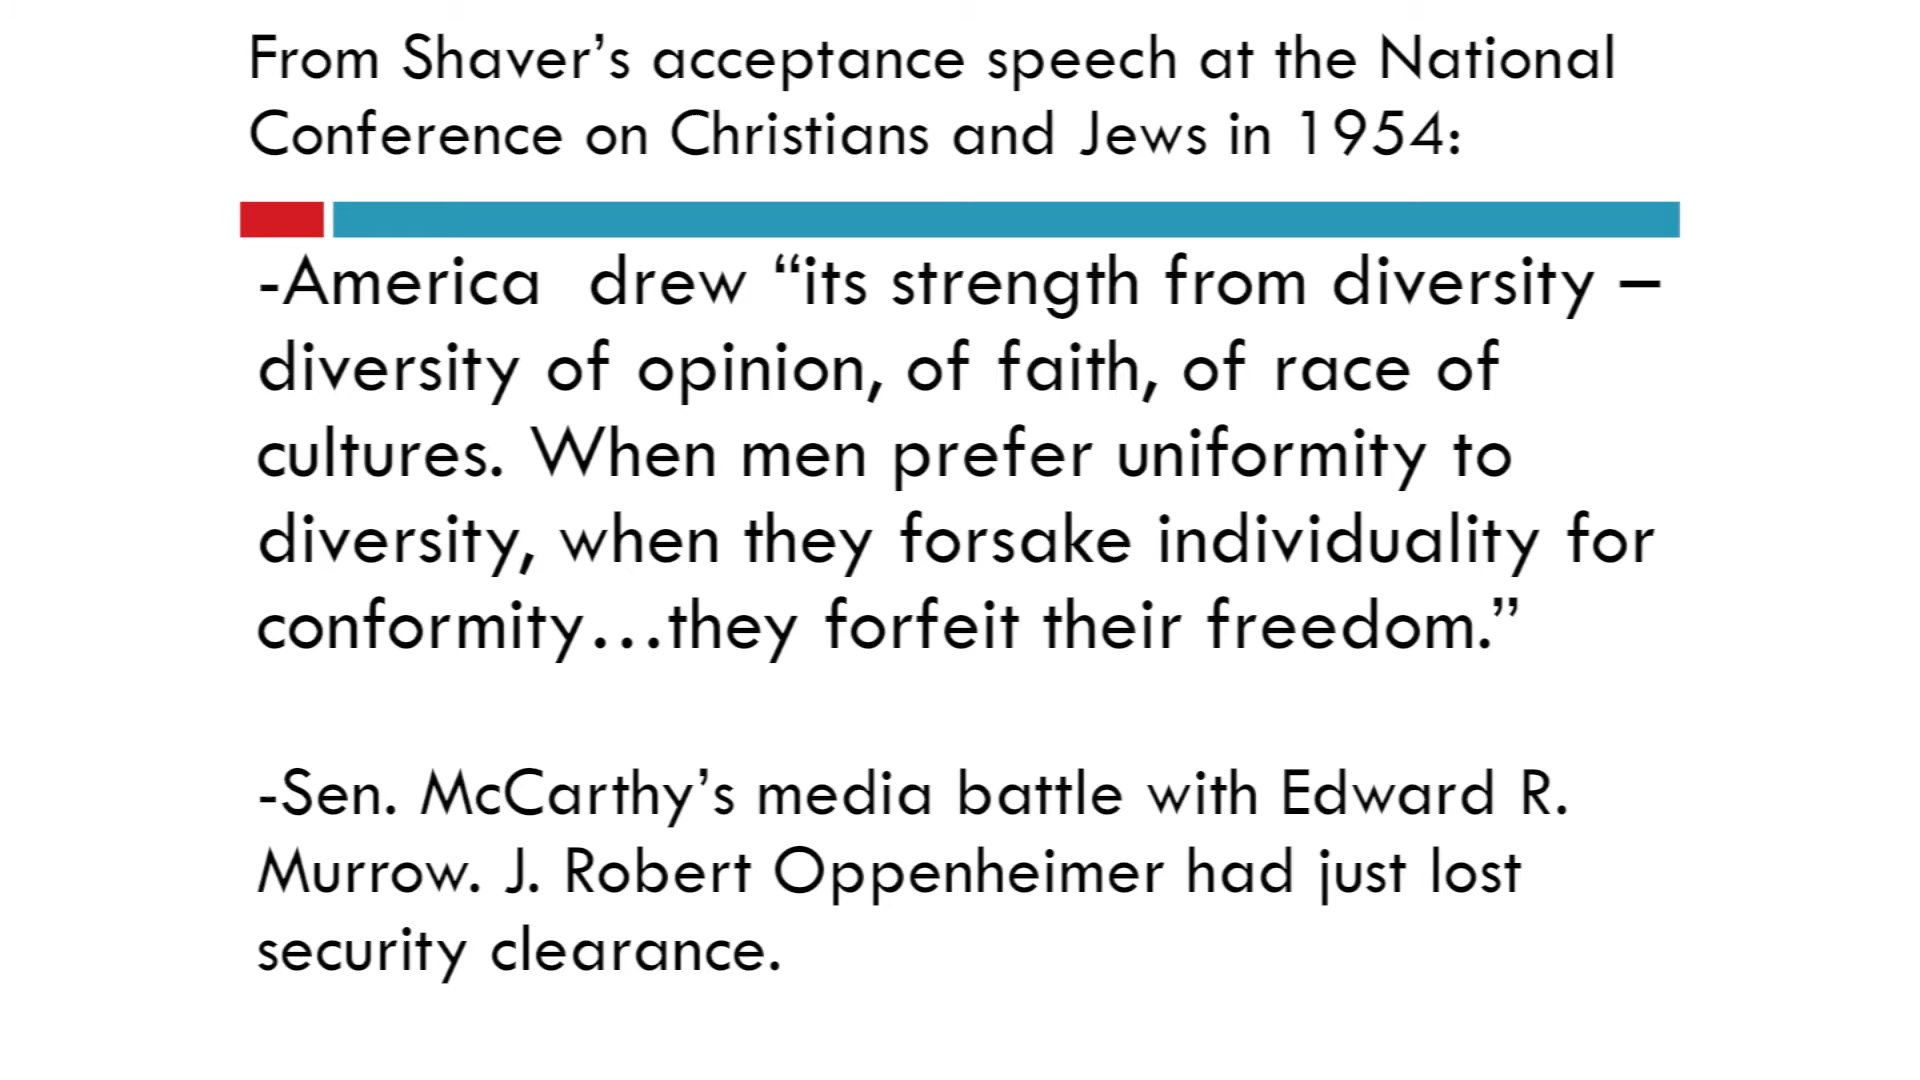 From Shaver’s acceptance speech at the National
Conference on Christians and Jews in 1954:
-America  drew “its strength from diversity –
diversity of opinion, of faith, of race of
cultures. When men prefer uniformity to
diversity, when they forsake individuality for
conformity…they forfeit their freedom.”
-Sen. McCarthy’s media battle with Edward R.
Murrow. J. Robert Oppenheimer had just lost
security clearance.